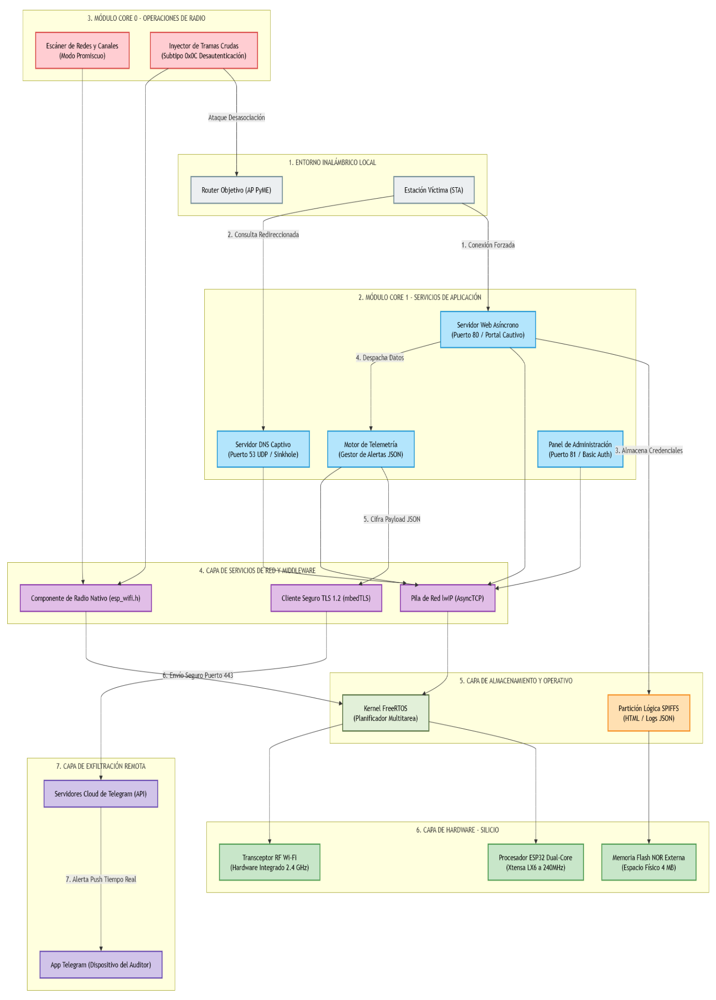 3. MÓDULO CORE 0 - OPERACIONES DE RADIO
Escáner de Redes y Canales
(Modo Promiscuo)
Inyector de Tramas Crudas
(Subtipo 0x0C Desautenticación)
Ataque Desasociación
1. ENTORNO INALÁMBRICO LOCAL
Router Objetivo (AP PyME)
Estación Víctima (STA)
2. Consulta Redireccionada
1. Conexión Forzada
2. MÓDULO CORE 1 - SERVICIOS DE APLICACIÓN
Servidor Web Asíncrono
(Puerto 80 / Portal Cautivo)
4. Despacha Datos
Servidor DNS Captivo
(Puerto 53 UDP / Sinkhole)
Motor de Telemetría
(Gestor de Alertas JSON)
Panel de Administración
(Puerto 81 / Basic Auth)
3. Almacena Credenciales
5. Cifra Payload JSON
4. CAPA DE SERVICIOS DE RED Y MIDDLEWARE
Componente de Radio Nativo (esp_wifi.h)
Cliente Seguro TLS 1.2 (mbedTLS)
Pila de Red lwIP (AsyncTCP)
6. Envío Seguro Puerto 443
5. CAPA DE ALMACENAMIENTO Y OPERATIVO
Kernel FreeRTOS
(Planificador Multitarea)
Partición Lógica SPIFFS
(HTML / Logs JSON)
7. CAPA DE EXFILTRACIÓN REMOTA
Servidores Cloud de Telegram (API)
6. CAPA DE HARDWARE - SILICIO
Transceptor RF Wi-Fi
(Hardware Integrado 2.4 GHz)
Procesador ESP32 Dual-Core
(Xtensa LX6 a 240MHz)
Memoria Flash NOR Externa
(Espacio Físico 4 MB)
7. Alerta Push Tiempo Real
App Telegram (Dispositivo del Auditor)